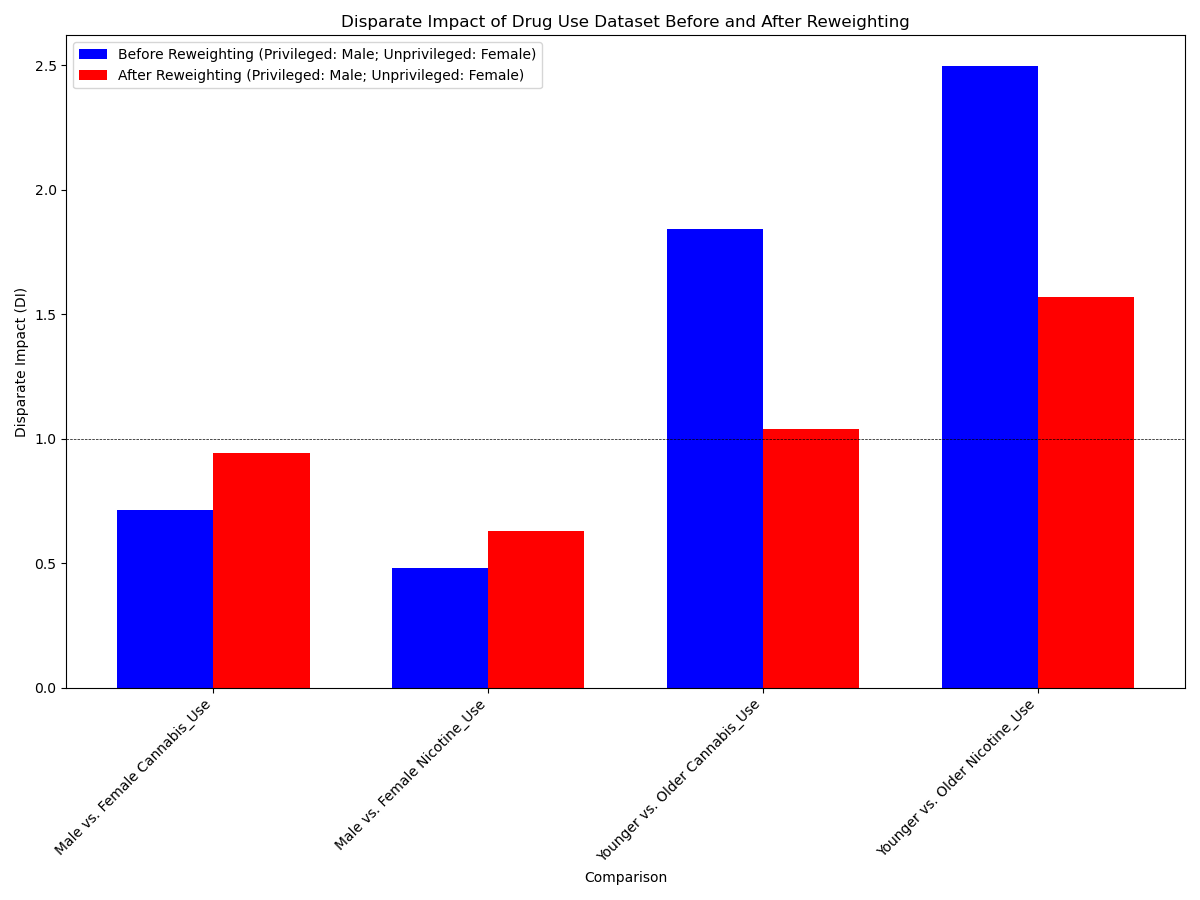 Disparate Impact of Drug Use Dataset Before and After Reweighting
Before Reweighting (Privileged: Male; Unprivileged: Female)
After Reweighting (Privileged: Male; Unprivileged: Female)
Disparate Impact (DI)
2.5
2.0
1.5
1.0
0.5
0.0
Male vs. Female Cannabis_Use
Male vs. Female Nicotine_Use
Younger vs. Older Cannabis_Use
Younger vs. Older Nicotine_Use
Comparison